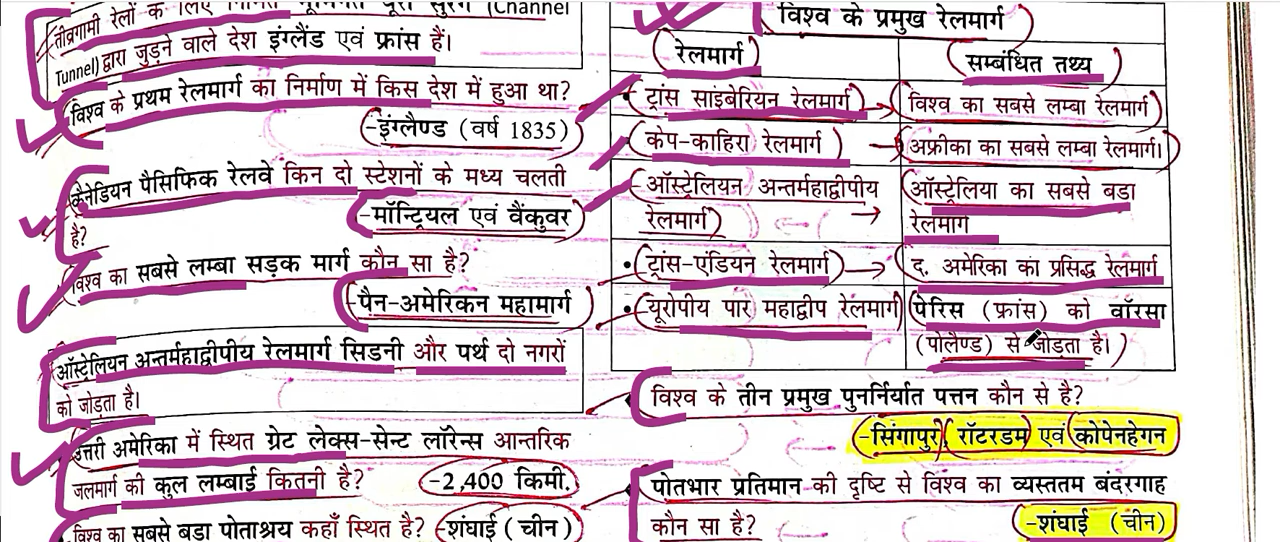 तीव्रगामी रेलों के लिए निर्मित भूमिगत पूरी सुरंग (Channel
Tunnel) द्वारा जुड़ने वाले देश इंग्लैंड एवं फ्रांस हैं।
विश्व के प्रथम रेलमार्ग का निर्माण में किस देश में हुआ था?
-इंग्लैण्ड (वर्ष 1835)
कैनेडियन पैसिफिक रेलवे किन दो स्टेशनों के मध्य चलती
है?
-मॉन्ट्रियल एवं वैंकुवर
विश्व का सबसे लम्बा सड़क मार्ग कौन सा है?
-पैन-अमेरिकन महामार्ग
ऑस्ट्रेलियन अन्तर्महाद्वीपीय रेलमार्ग सिडनी और पर्थ दो नगरों
को जोड़ता है।
उत्तरी अमेरिका में स्थित ग्रेट लेक्स-सेन्ट लॉरेन्स आन्तरिक
जलमार्ग की कुल लम्बाई कितनी है? -2,400 किमी.
विश्व का सबसे बडा पोताश्रय कहाँ स्थित है? -शंघाई (चीन)
विश्व के प्रमुख रेलमार्ग
रेलमार्ग सम्बंधित तथ्य
• ट्रांस साइबेरियन रेलमार्ग विश्व का सबसे लम्बा रेलमार्ग
केप-काहिरा रेलमार्ग अफ्रीका का सबसे लम्बा रेलमार्ग।
ऑस्ट्रेलियन अन्तर्महाद्वीपीय ऑस्ट्रेलिया का सबसे बडा
रेलमार्ग रेलमार्ग
• ट्रांस-एंडियन रेलमार्ग द. अमेरिका का प्रसिद्ध रेलमार्ग
• यूरोपीय पार महाद्वीप रेलमार्ग पेरिस (फ्रांस) को वॉरसा
(पोलैण्ड) से जोड़ता है।
विश्व के तीन प्रमुख पुनर्निर्यात पत्तन कौन से है?
-सिंगापुर, रॉटरडम एवं कोपेनहेगन
पोतभार प्रतिमान की दृष्टि से विश्व का व्यस्ततम बंदरगाह
कौन सा है?
-शंघाई (चीन)